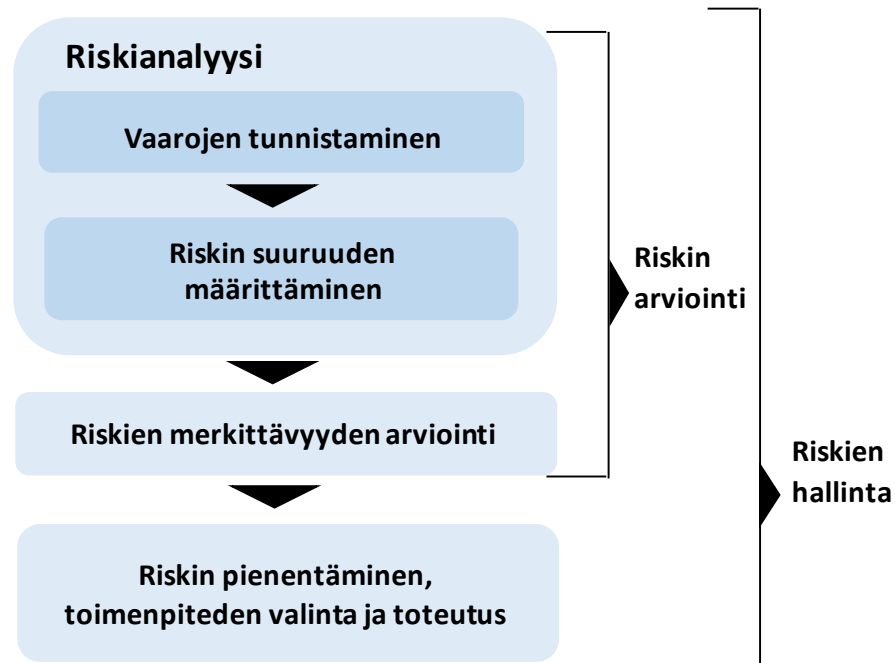 Riskianalyysi
Vaarojen tunnistaminen
Riskin suuruuden
määrittäminen
Riskien merkittävyyden arviointi
Riskin pienentäminen,
toimenpiteden valinta ja toteutus
Riskin
arviointi
Riskien
hallinta